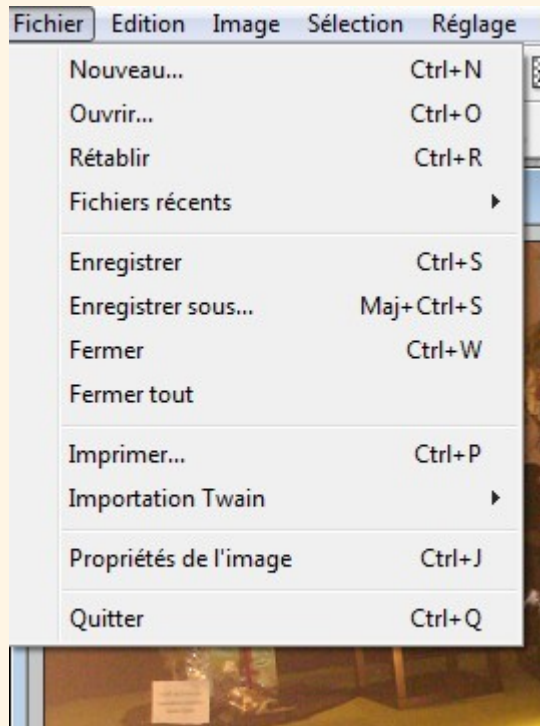 Fichier Edition Image Sélection Réglage
Nouveau... Ctrl+N
Ouvrir... Ctrl+O
Rétablir Ctrl+R
Fichiers récents
Enregistrer Ctrl+S
Enregistrer sous... Maj+Ctrl+S
Fermer Ctrl+W
Fermer tout
Imprimer... Ctrl+P
Importation Twain
Propriétés de l'image Ctrl+J
Quitter Ctrl+Q